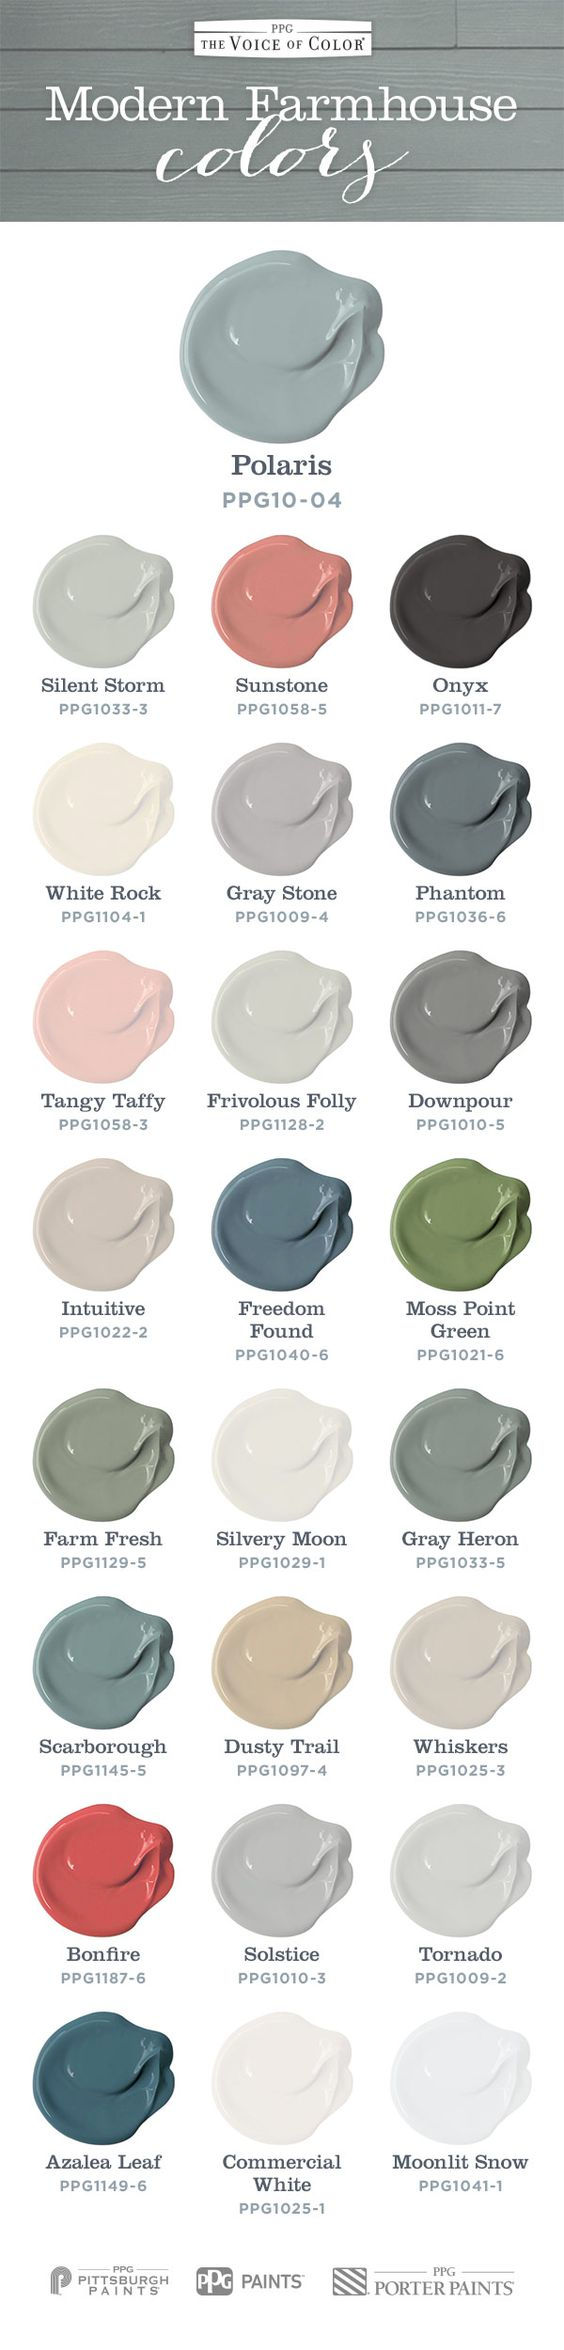 PPG
THE VOICE OF COLOR®
Modern Farmhouse
colors
Polaris
PPG10-04
Silent Storm
PPG1033-3
Sunstone
PPG1058-5
Onyx
PPG1011-7
White Rock
PPG1104-1
Gray Stone
PPG1009-4
Phantom
PPG1036-6
Tangy Taffy
PPG1058-3
Frivolous Folly
PPG1128-2
Downpour
PPG1010-5
Intuitive
PPG1022-2
Freedom
Found
PPG1040-6
Moss Point
Green
PPG1021-6
Farm Fresh
PPG1129-5
Silvery Moon
PPG1029-1
Gray Heron
PPG1033-5
Scarborough
PPG1145-5
Dusty Trail
PPG1097-4
Whiskers
PPG1025-3
Bonfire
PPG1187-6
Solstice
PPG1010-3
Tornado
PPG1009-2
Azalea Leaf
PPG1149-6
Commercial
White
PPG1025-1
Moonlit Snow
PPG1041-1
PPG
PITTSBURGH
PAINTS
PPG PAINTS™
PPG
PORTER PAINTS